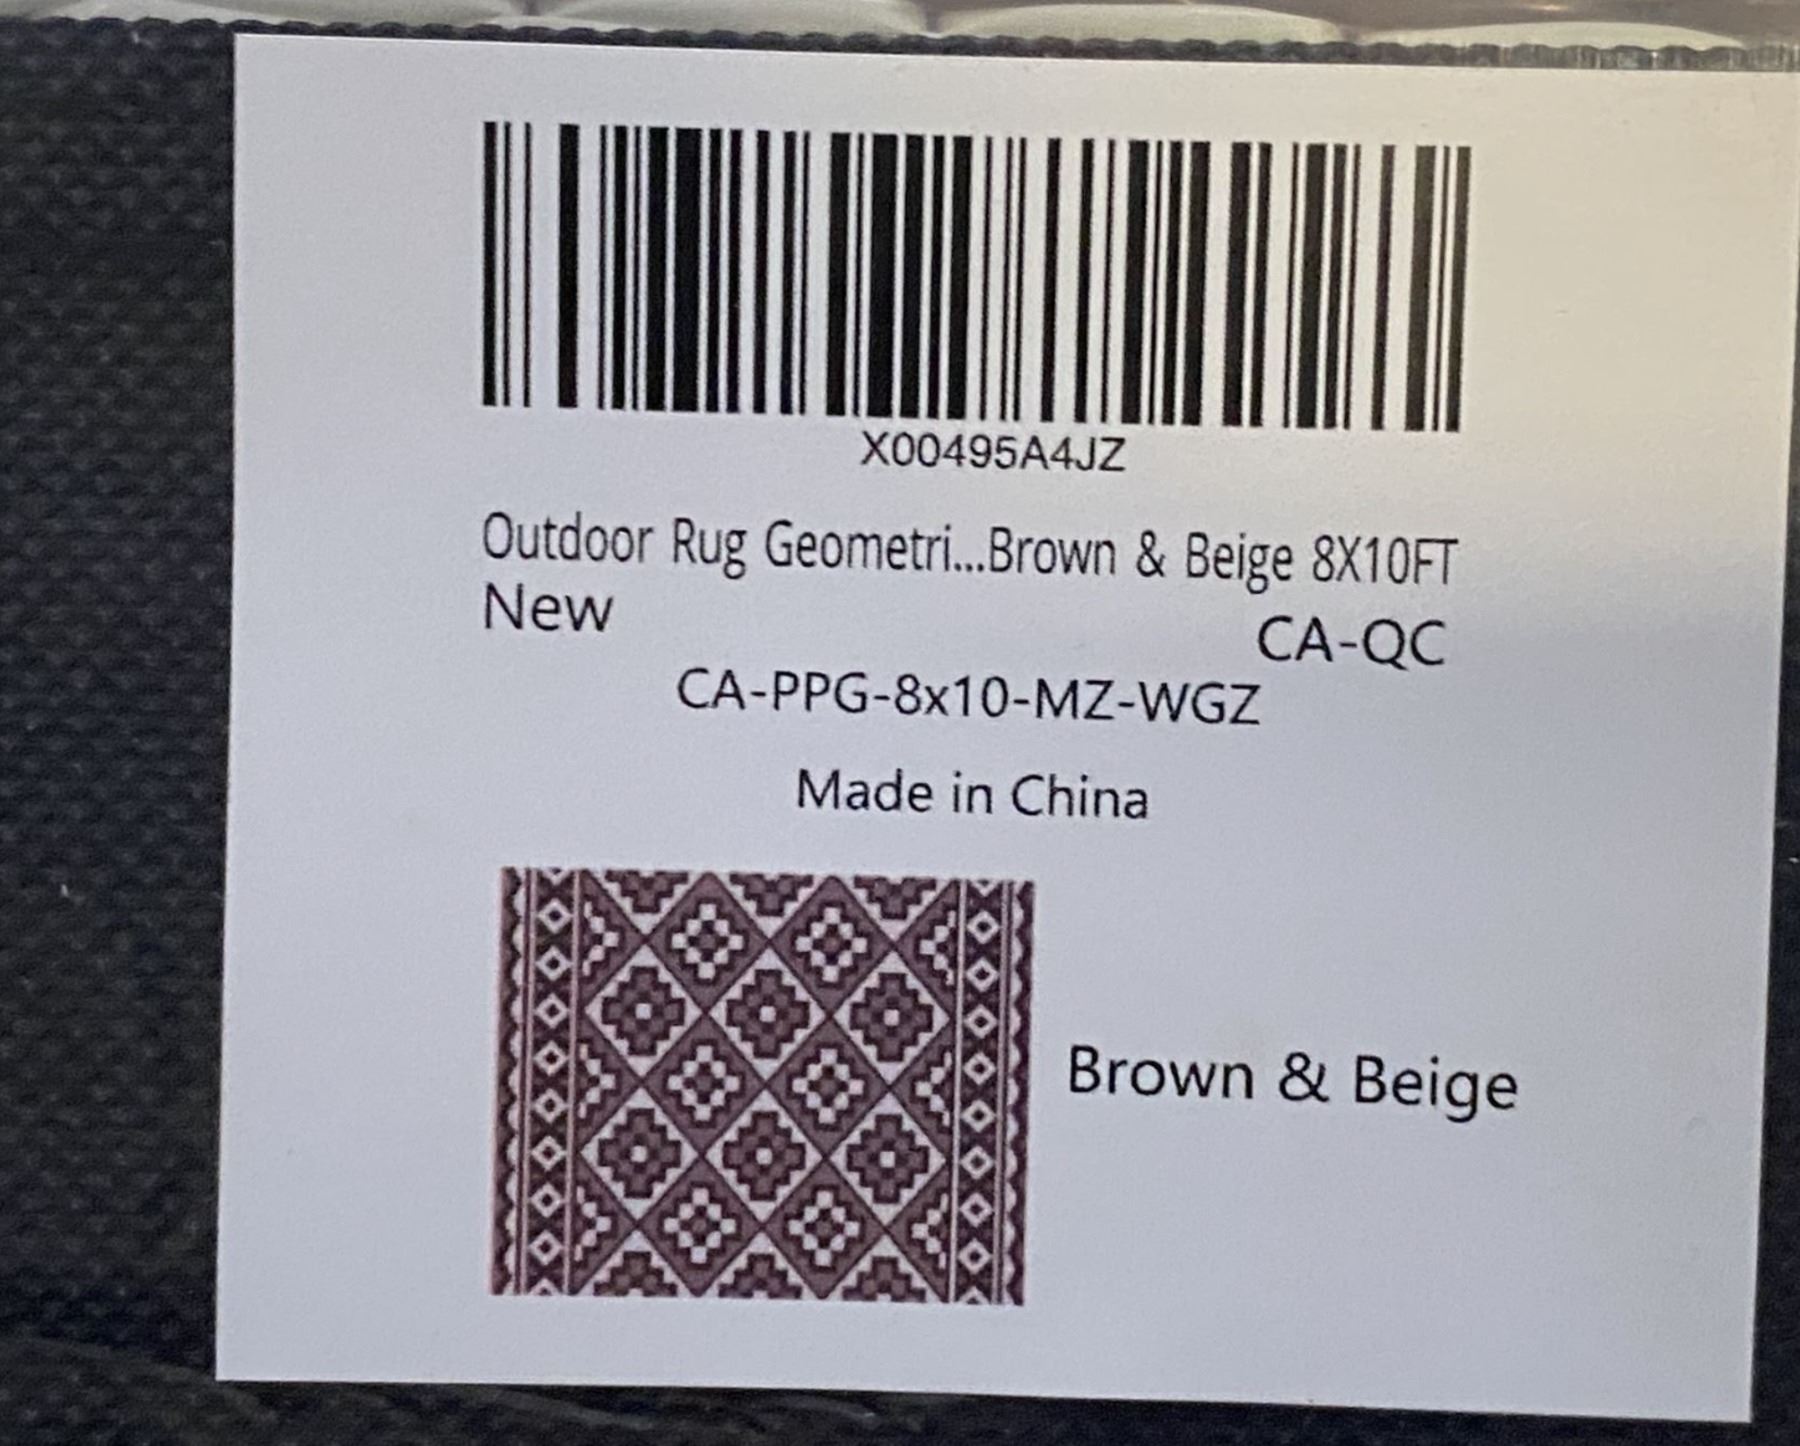 X00495A4JZ
Outdoor Rug Geometri...Brown & Beige 8X10FT
New
CA-QC
CA-PPG-8x10-MZ-WGZ
Made in China
Brown & Beige